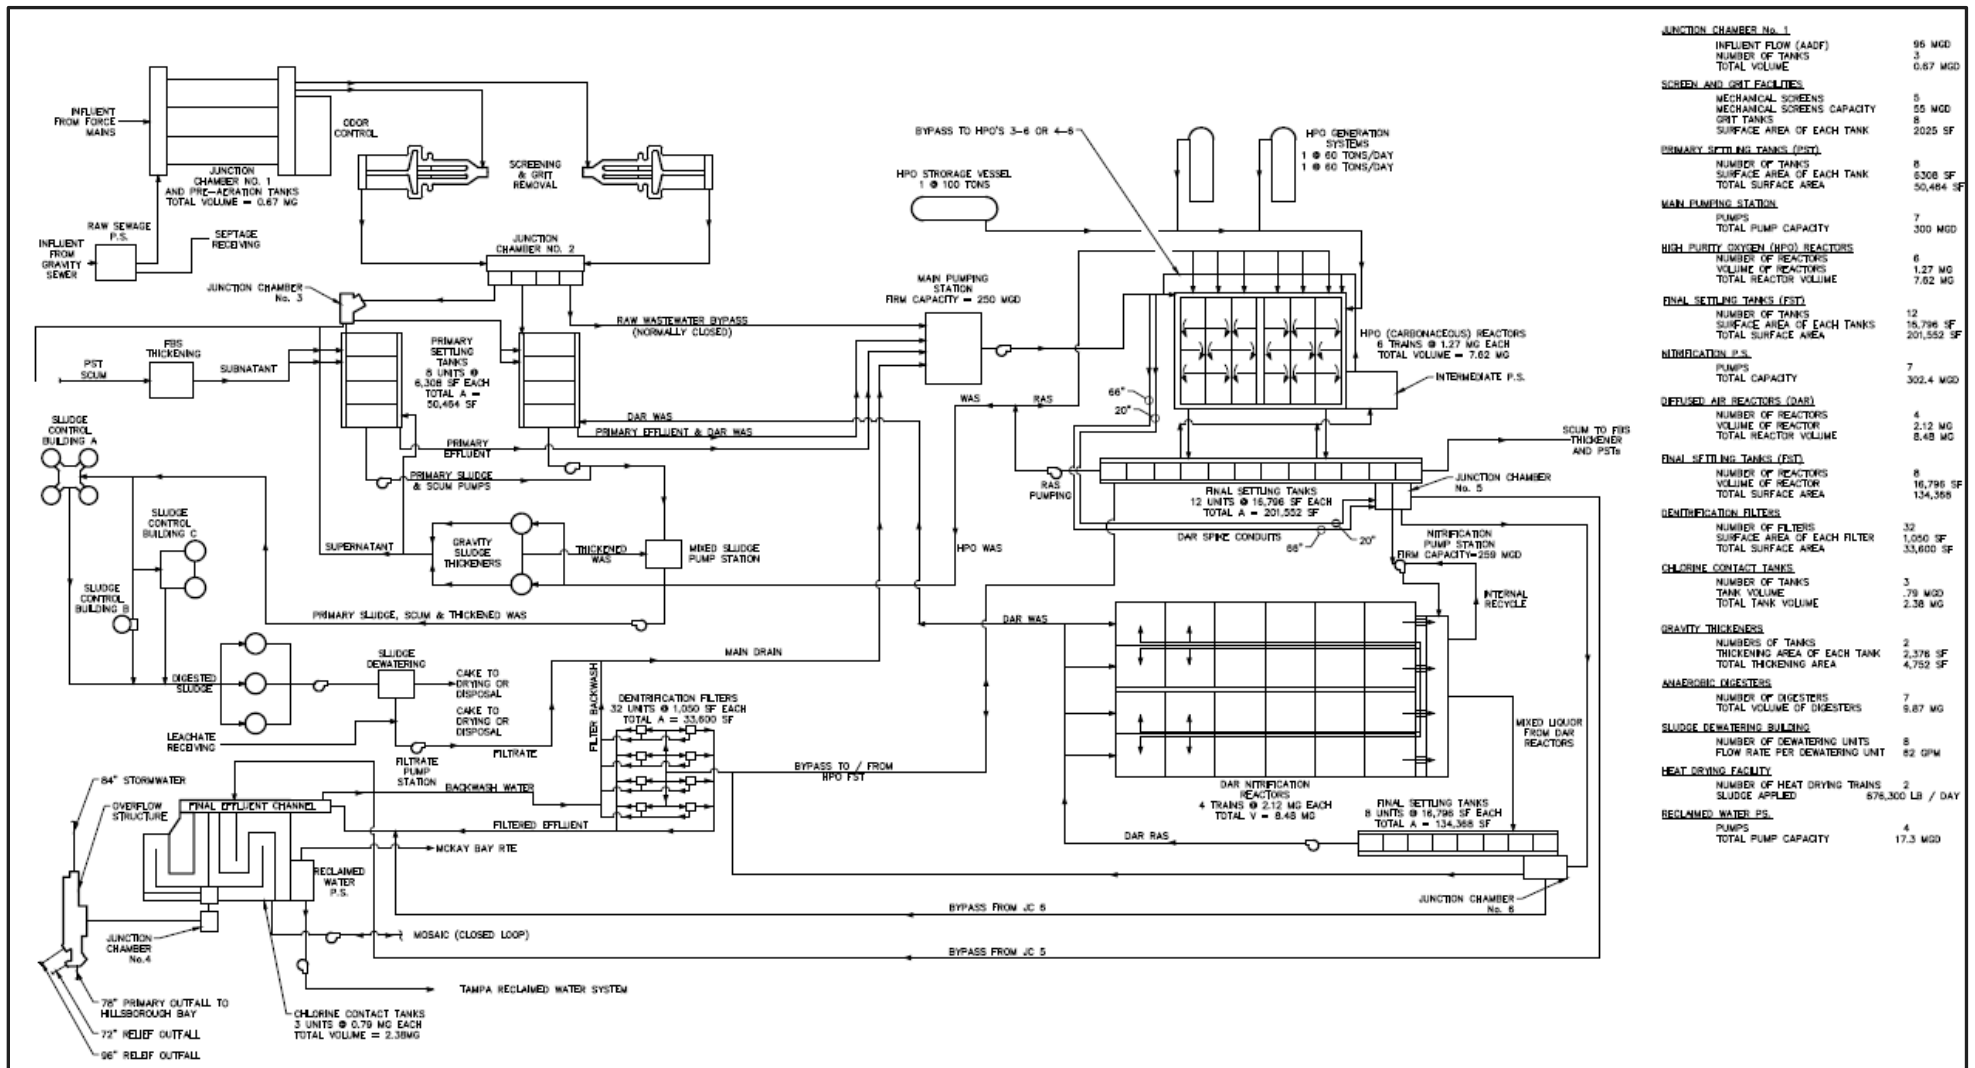 INFLUENT
FROM FORCE
MAINS
ODOR
CONTROL
JUNCTION
CHAMBER NO. 1
AND PRE-AERATION TANKS
TOTAL VOLUME = 0.67 MG
RAW SEWAGE
P.S.
SEPTAGE
RECEIVING
INFLUENT
FROM
GRAVITY
SEWER
SCREENING
& GRIT
REMOVAL
JUNCTION
CHAMBER NO. 2
JUNCTION CHAMBER
No. 3
BYPASS TO HPO'S 3-6 OR 4-6
HPO STRORAGE VESSEL
1 @ 100 TONS
HPO GENERATION
SYSTEMS
1 @ 60 TONS/DAY
1 @ 60 TONS/DAY
MAIN PUMPING
STATION
FIRM CAPACITY = 250 MGD
RAW WASTEWATER BYPASS
(NORMALLY CLOSED)
FBS
THICKENING
PST
SCUM
SUBNATANT
PRIMARY
SETTLING
TANKS
8 UNITS @
6,308 SF EACH
TOTAL A =
50,464 SF
HPO (CARBONACEOUS) REACTORS
6 TRAINS @ 1.27 MG EACH
TOTAL VOLUME = 7.62 MG
INTERMEDIATE P.S.
66"
20"
WAS
RAS
DAR WAS
PRIMARY EFFLUENT & DAR WAS
PRIMARY
EFFLUENT
SLUDGE
CONTROL
BUILDING A
PRIMARY SLUDGE
& SCUM PUMPS
SCUM TO FBS
THICKENER
AND PSTs
RAS
PUMPING
FINAL SETTLING TANKS
12 UNITS @ 16,796 SF EACH
TOTAL A = 201,552 SF
JUNCTION CHAMBER
No. 5
SLUDGE
CONTROL
BUILDING C
SUPERNATANT
GRAVITY
SLUDGE
THICKENERS
THICKENED
WAS
MIXED SLUDGE
PUMP STATION
HPO WAS
DAR SPIKE CONDUITS
66"
20"
NITRIFICATION
PUMP STATION
FIRM CAPACITY=259 MGD
INTERNAL
RECYCLE
SLUDGE
CONTROL
BUILDING B
PRIMARY SLUDGE, SCUM & THICKENED WAS
DAR WAS
MAIN DRAIN
SLUDGE
DEWATERING
DIGESTED
SLUDGE
CAKE TO
DRYING OR
DISPOSAL
CAKE TO
DRYING OR
DISPOSAL
LEACHATE
RECEIVING
FILTRATE
PUMP
STATION
FILTRATE
FILTER BACKWASH
DENITRIFICATION FILTERS
32 UNITS @ 1,050 SF EACH
TOTAL A = 33,600 SF
BYPASS TO / FROM
HPO FST
MIXED LIQUOR
FROM DAR
REACTORS
DAR NITRIFICATION
REACTORS
4 TRAINS @ 2.12 MG EACH
TOTAL V = 8.48 MG
FINAL SETTLING TANKS
8 UNITS @ 16,796 SF EACH
TOTAL A = 134,368 SF
DAR RAS
84" STORMWATER
OVERFLOW
STRUCTURE
FINAL EFFLUENT CHANNEL
BACKWASH WATER
FILTERED EFFLUENT
MCKAY BAY RTE
RECLAIMED
WATER
P.S.
JUNCTION CHAMBER
No. 6
BYPASS FROM JC 6
MOSAIC (CLOSED LOOP)
BYPASS FROM JC 5
JUNCTION
CHAMBER
No.4
TAMPA RECLAIMED WATER SYSTEM
78" PRIMARY OUTFALL TO
HILLSBOROUGH BAY
72" RELIEF OUTFALL
96" RELEIF OUTFALL
CHLORINE CONTACT TANKS
3 UNITS @ 0.79 MG EACH
TOTAL VOLUME = 2.38MG
JUNCTION CHAMBER No. 1
INFLUENT FLOW (AADF) 96 MGD
NUMBER OF TANKS 3
TOTAL VOLUME 0.67 MGD
SCREEN AND GRIT FACILITIES
MECHANICAL SCREENS 5
MECHANICAL SCREENS CAPACITY 55 MGD
GRIT TANKS 8
SURFACE AREA OF EACH TANK 2025 SF
PRIMARY SETTLING TANKS (PST)
NUMBER OF TANKS 8
SURFACE AREA OF EACH TANK 6308 SF
TOTAL SURFACE AREA 50,464 SF
MAIN PUMPING STATION
PUMPS 7
TOTAL PUMP CAPACITY 300 MGD
HIGH PURITY OXYGEN (HPO) REACTORS
NUMBER OF REACTORS 6
VOLUME OF REACTORS 1.27 MG
TOTAL REACTOR VOLUME 7.62 MG
FINAL SETTLING TANKS (FST)
NUMBER OF TANKS 12
SURFACE AREA OF EACH TANKS 16,796 SF
TOTAL SURFACE AREA 201,552 SF
NITRIFICATION P.S.
PUMPS 7
TOTAL CAPACITY 302.4 MGD
DIFFUSED AIR REACTORS (DAR)
NUMBER OF REACTORS 4
VOLUME OF REACTOR 2.12 MG
TOTAL REACTOR VOLUME 8.48 MG
FINAL SETTLING TANKS (FST)
NUMBER OF REACTORS 8
VOLUME OF REACTOR 16,796 SF
TOTAL SURFACE AREA 134,368
DENITRIFICATION FILTERS
NUMBER OF FILTERS 32
SURFACE AREA OF EACH FILTER 1,050 SF
TOTAL SURFACE AREA 33,600 SF
CHLORINE CONTACT TANKS
NUMBER OF TANKS 3
TANK VOLUME .79 MGD
TOTAL TANK VOLUME 2.38 MG
GRAVITY THICKENERS
NUMBERS OF TANKS 2
THICKENING AREA OF EACH TANK 2,376 SF
TOTAL THICKENING AREA 4,752 SF
ANAEROBIC DIGESTERS
NUMBER OF DIGESTERS 7
TOTAL VOLUME OF DIGESTERS 9.87 MG
SLUDGE DEWATERING BUILDING
NUMBER OF DEWATERING UNITS 8
FLOW RATE PER DEWATERING UNIT 82 GPM
HEAT DRYING FACILITY
NUMBER OF HEAT DRYING TRAINS 2
SLUDGE APPLIED 676,300 LB / DAY
RECLAIMED WATER PS.
PUMPS 4
TOTAL PUMP CAPACITY 17.3 MGD